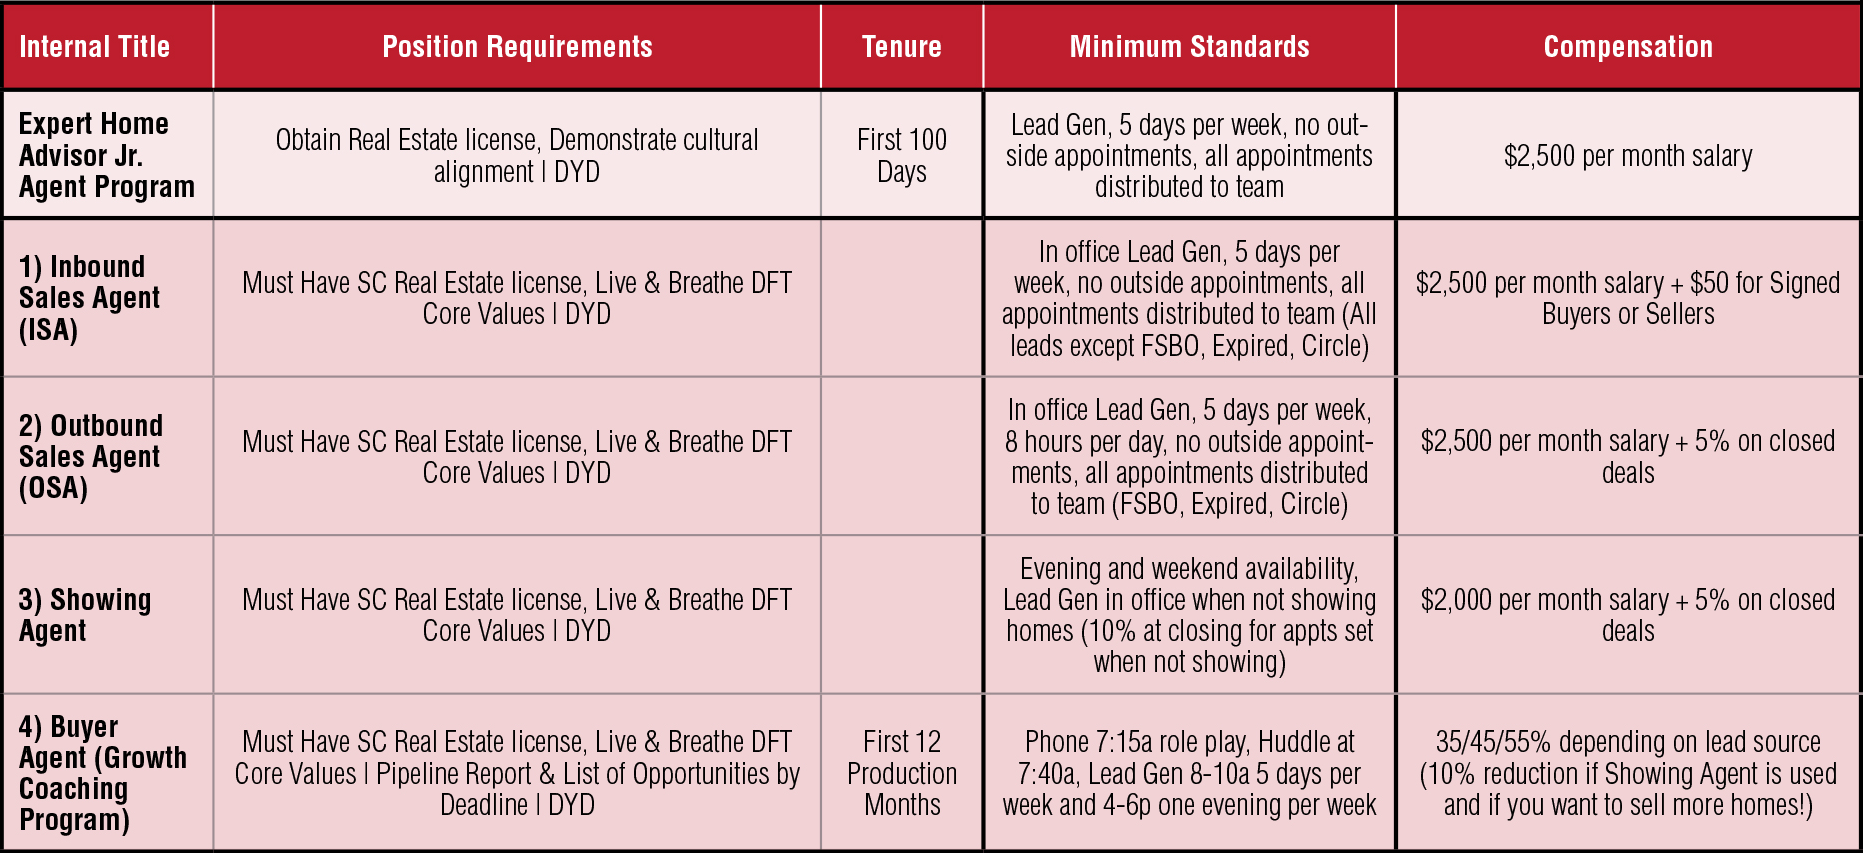 Internal Title
Position Requirements
Tenure
Minimum Standards
Compensation
Expert Home
Advisor Jr.
Agent Program
Obtain Real Estate license, Demonstrate cultural
alignment | DYD
First 100
Days
Lead Gen, 5 days per week, no out-
side appointments, all appointments
distributed to team
$2,500 per month salary
1) Inbound
Sales Agent
(ISA)
Must Have SC Real Estate license, Live & Breathe DFT
Core Values | DYD
In office Lead Gen, 5 days per
week, no outside appointments, all
appointments distributed to team (All
leads except FSBO, Expired, Circle)
$2,500 per month salary + $50 for Signed
Buyers or Sellers
2) Outbound
Sales Agent
(OSA)
Must Have SC Real Estate license, Live & Breathe DFT
Core Values | DYD
In office Lead Gen, 5 days per week,
8 hours per day, no outside appoint-
ments, all appointments distributed
to team (FSBO, Expired, Circle)
$2,500 per month salary + 5% on closed
deals
3) Showing
Agent
Must Have SC Real Estate license, Live & Breathe DFT
Core Values | DYD
Evening and weekend availability,
Lead Gen in office when not showing
homes (10% at closing for appts set
when not showing)
$2,000 per month salary + 5% on closed
deals
4) Buyer
Agent (Growth
Coaching
Program)
Must Have SC Real Estate license, Live & Breathe DFT
Core Values | Pipeline Report & List of Opportunities by
Deadline | DYD
First 12
Production
Months
Phone 7:15a role play, Huddle at
7:40a, Lead Gen 8-10a 5 days per
week and 4-6p one evening per week
35/45/55% depending on lead source
(10% reduction if Showing Agent is used
and if you want to sell more homes!)